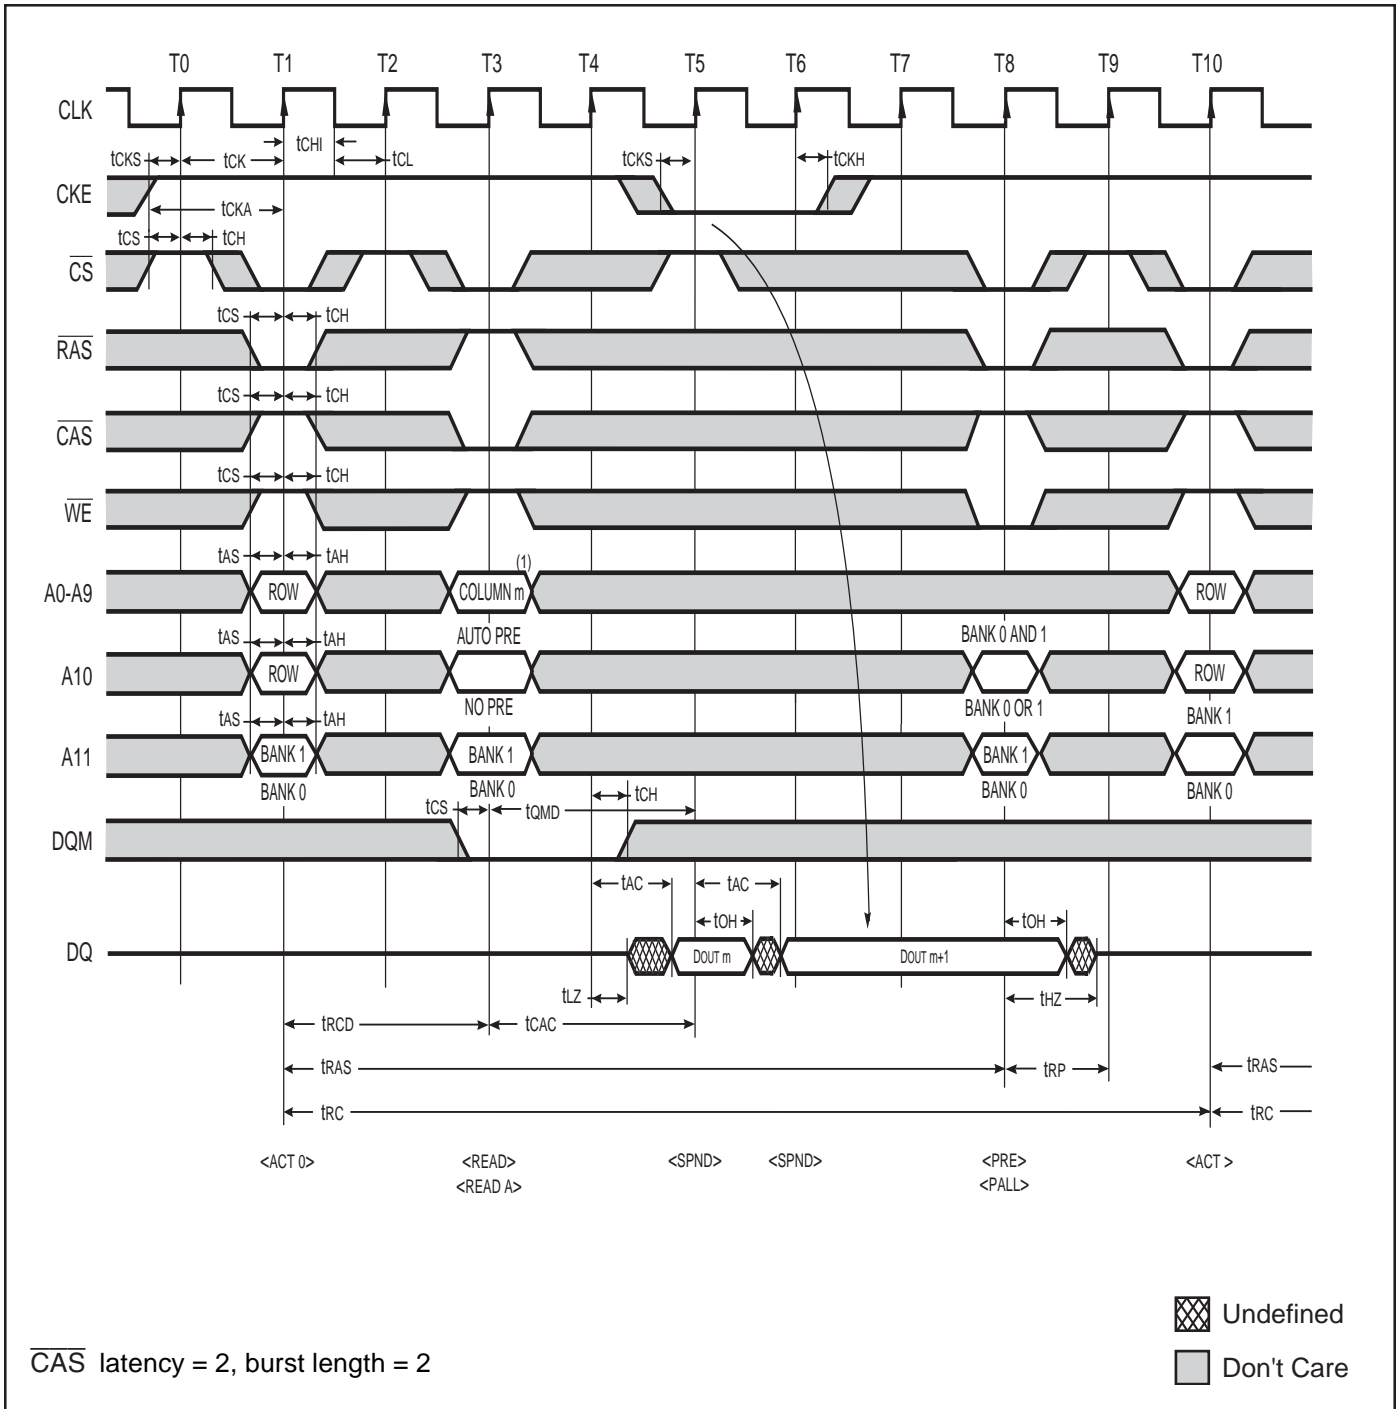 T0 T1 T2 T3 T4 T5 T6 T7 T8 T9 T10
CLK
tCHI
tCKS tCK tCL tCKS tCKH
CKE
tCKA
tCS tCH
CS
tCS tCH
RAS
tCS tCH
CAS
tCS tCH
WE
tAS tAH (1)
A0-A9 ROW COLUMN m ROW
tAS tAH AUTO PRE BANK 0 AND 1
A10 ROW ROW
NO PRE BANK 0 OR 1
tAS tAH BANK 1
A11 BANK 1 BANK 1 BANK 1
BANK 0 BANK 0 BANK 0 BANK 0
tCS tQMD tCH
DQM
tAC tAC
tOH tOH
DQ DOUT m DOUT m+1
tLZ tHZ
tRCD tCAC
tRAS tRP tRAS
tRC tRC
<ACT 0> <READ> <SPND> <SPND> <PRE> <ACT >
<READ A> <PALL>
Undefined
CAS latency = 2, burst length = 2
Don't Care